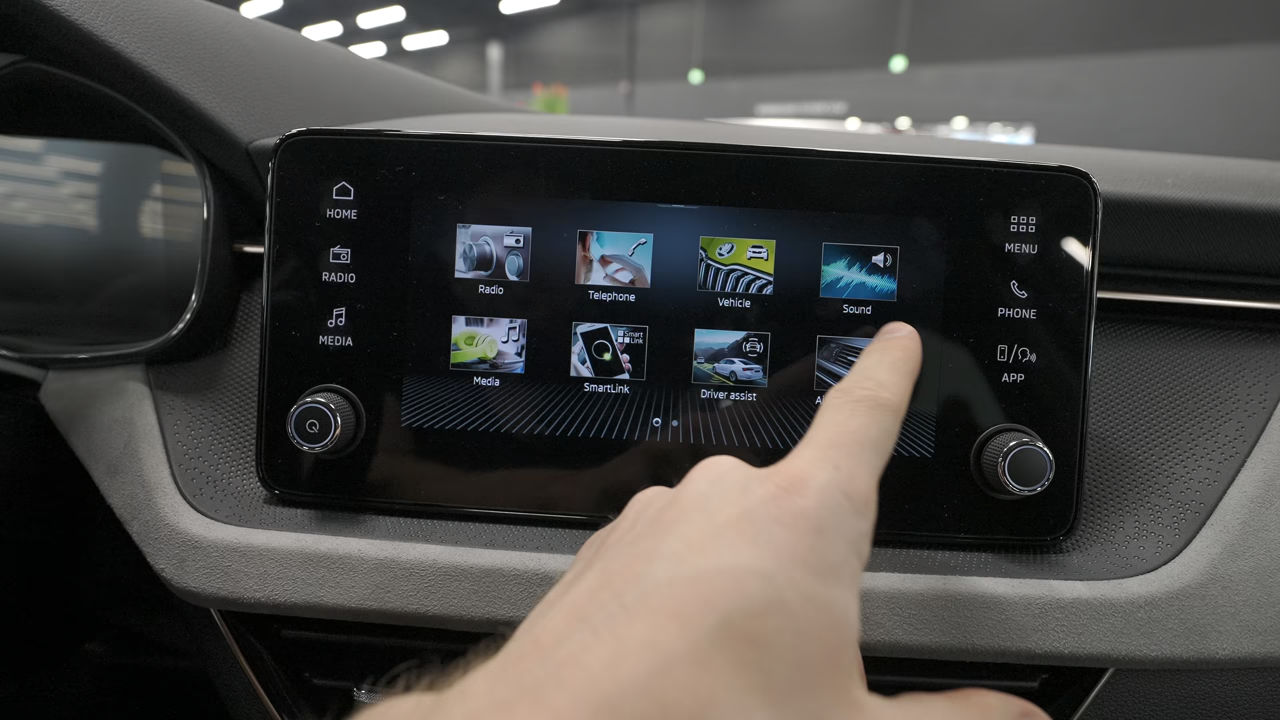 HOME
RADIO
MEDIA
Radio
Telephone
Vehicle
Sound
Media
Smart
Link
SmartLink
Driver assist
MENU
PHONE
APP